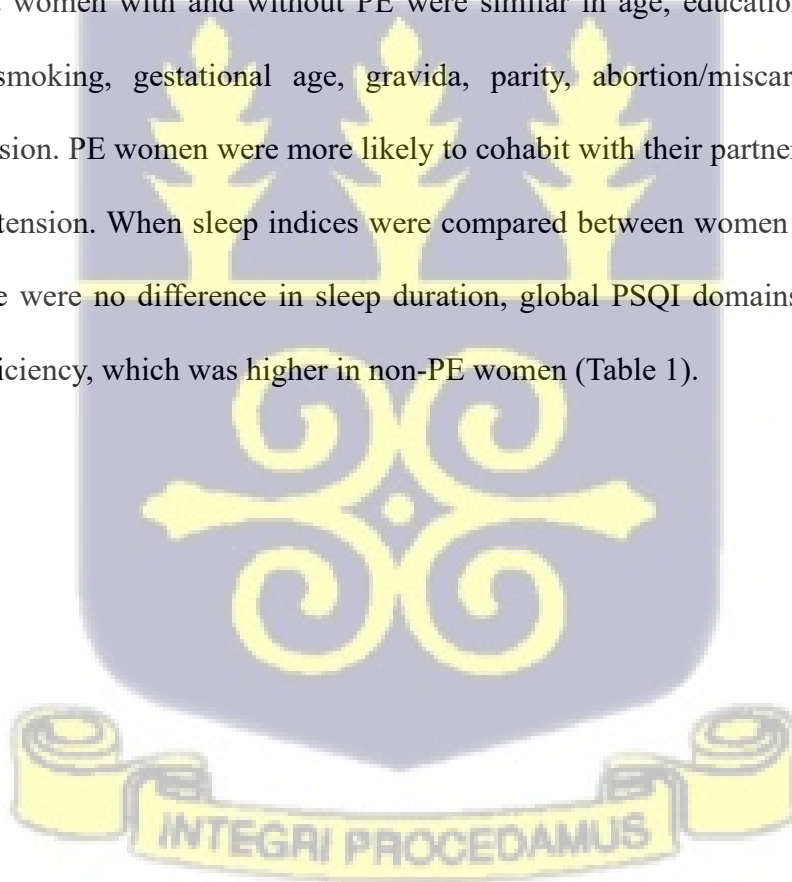 women with and without PE were similar in age, education
smoking, gestational age, gravida, parity, abortion/miscar
sion. PE women were more likely to cohabit with their partne
tension. When sleep indices were compared between women
e were no difference in sleep duration, global PSQI domains
iciency, which was higher in non-PE women (Table 1).
INTEGRI PROCEDAMUS